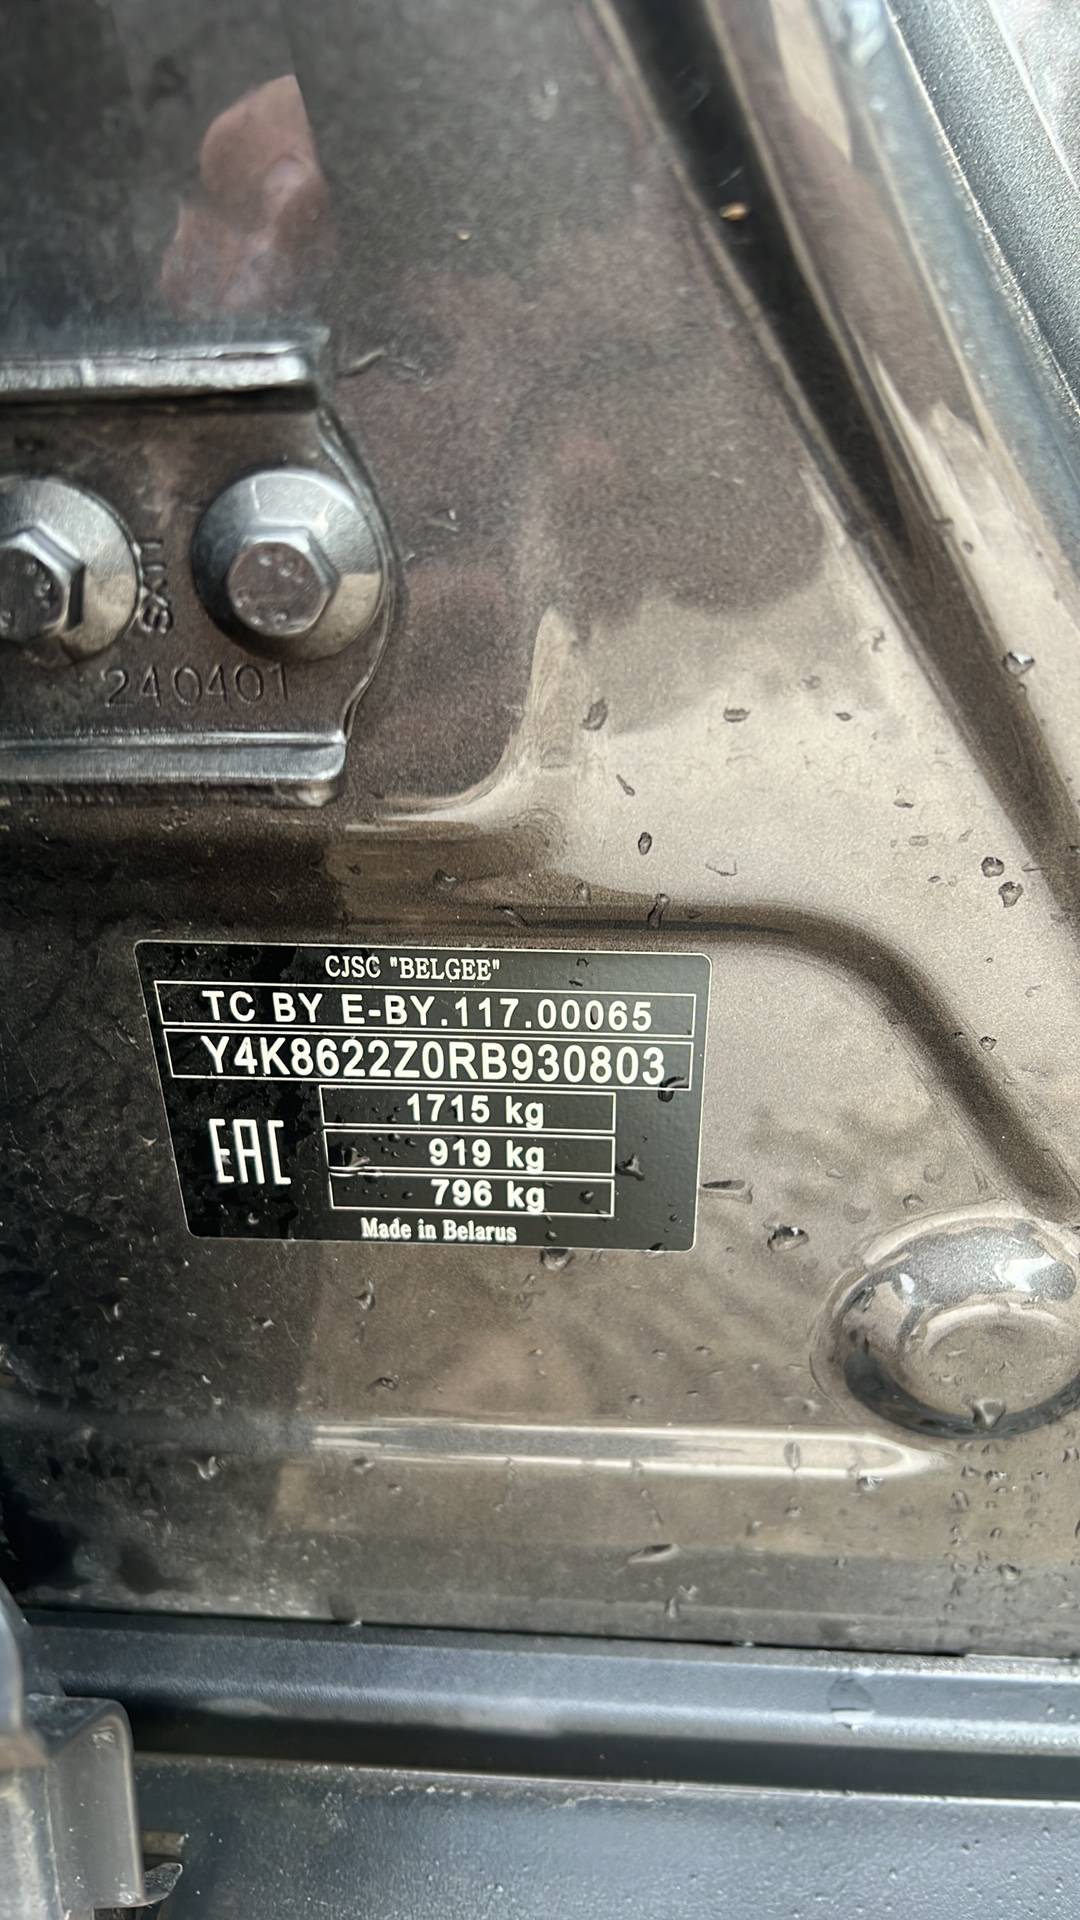 SX11
240401
CJSC "BELGEE"
TC BY E-BY.117.00065
Y4K8622Z0RB930803
1715 kg
EAC
919 kg
796 kg
Made in Belarus